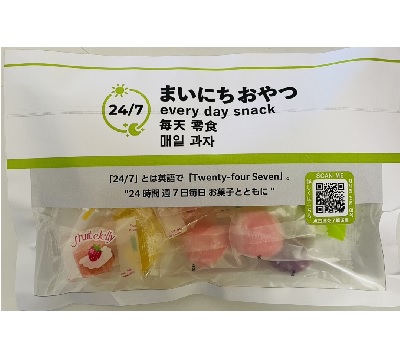 24/7
まいにちおやつ
every day snack
每天 零食
매일 과자
「24/7」とは英語で「Twenty-four Seven」。
"24 時間 週 7 日毎日 お菓子とともに"
SCAN ME
Fruit Jelly